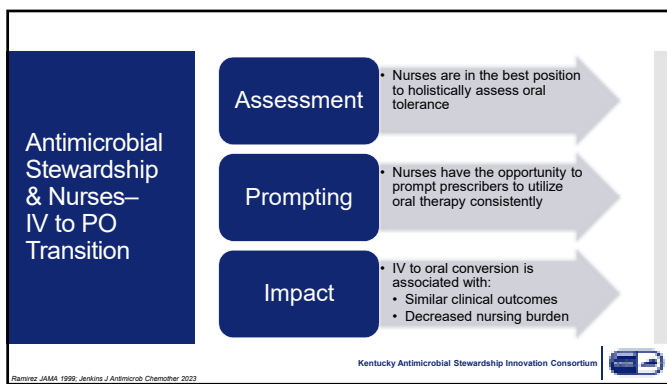 Antimicrobial
Stewardship
& Nurses–
IV to PO
Transition
Assessment
• Nurses are in the best position
to holistically assess oral
tolerance
Prompting
• Nurses have the opportunity to
prompt prescribers to utilize
oral therapy consistently
Impact
• IV to oral conversion is
associated with:
• Similar clinical outcomes
• Decreased nursing burden
Kentucky Antimicrobial Stewardship Innovation Consortium
Ramirez JAMA 1999; Jenkins J Antimicrob Chemother 2023